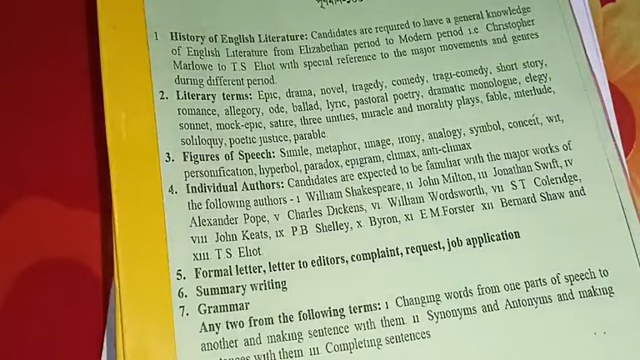 1 History of English Literature: Candidates are required to have a general knowledge
of English Literature from Elizabethan period to Modern period i.e. Christopher
Marlowe to T.S Eliot with special reference to the major movements and genres
during different period
2. Literary terms: Epic, drama, novel, tragedy, comedy, tragi-comedy, short story,
romance, allegory, ode, ballad, lyric, pastoral poetry, dramatic monologue, elegy,
sonnet, mock-epic, satire, three unities, miracle and morality plays, fable, interlude,
soliloquy, poetic justice, parable
3. Figures of Speech: Simile, metaphor, image, irony, analogy, symbol, conceit, wit,
personification, hyperbol, paradox, epigram, climax, anti-climax
4. Individual Authors: Candidates are expected to be familiar with the major works of
the following authors - i William Shakespeare, ii John Milton, iii Jonathan Swift, iv
Alexander Pope, v Charles Dickens, vi William Wordsworth, vii S T Coleridge,
viii John Keats, ix P.B Shelley, x Byron, xi E M Forster xii Bernard Shaw and
xiii T S Eliot
5. Formal letter, letter to editors, complaint, request, job application
6. Summary writing
7. Grammar
Any two from the following terms: i Changing words from one parts of speech to
another and making sentence with them ii Synonyms and Antonyms and making
with them iii Completing sentences